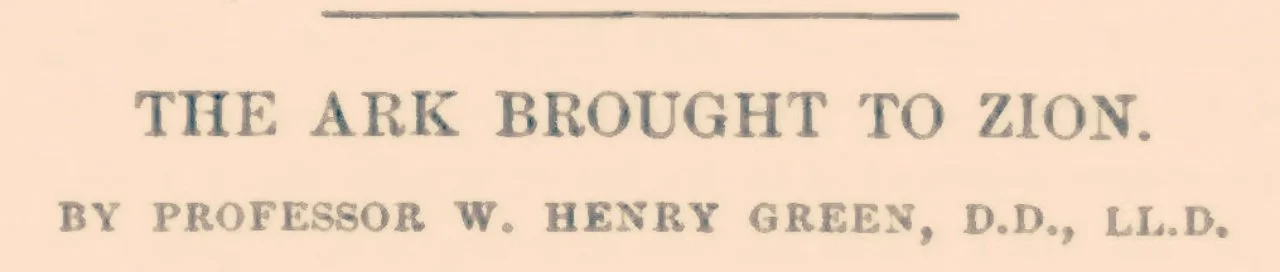 THE ARK BROUGHT TO ZION.
BY PROFESSOR W. HENRY GREEN, D.D., LL.D.